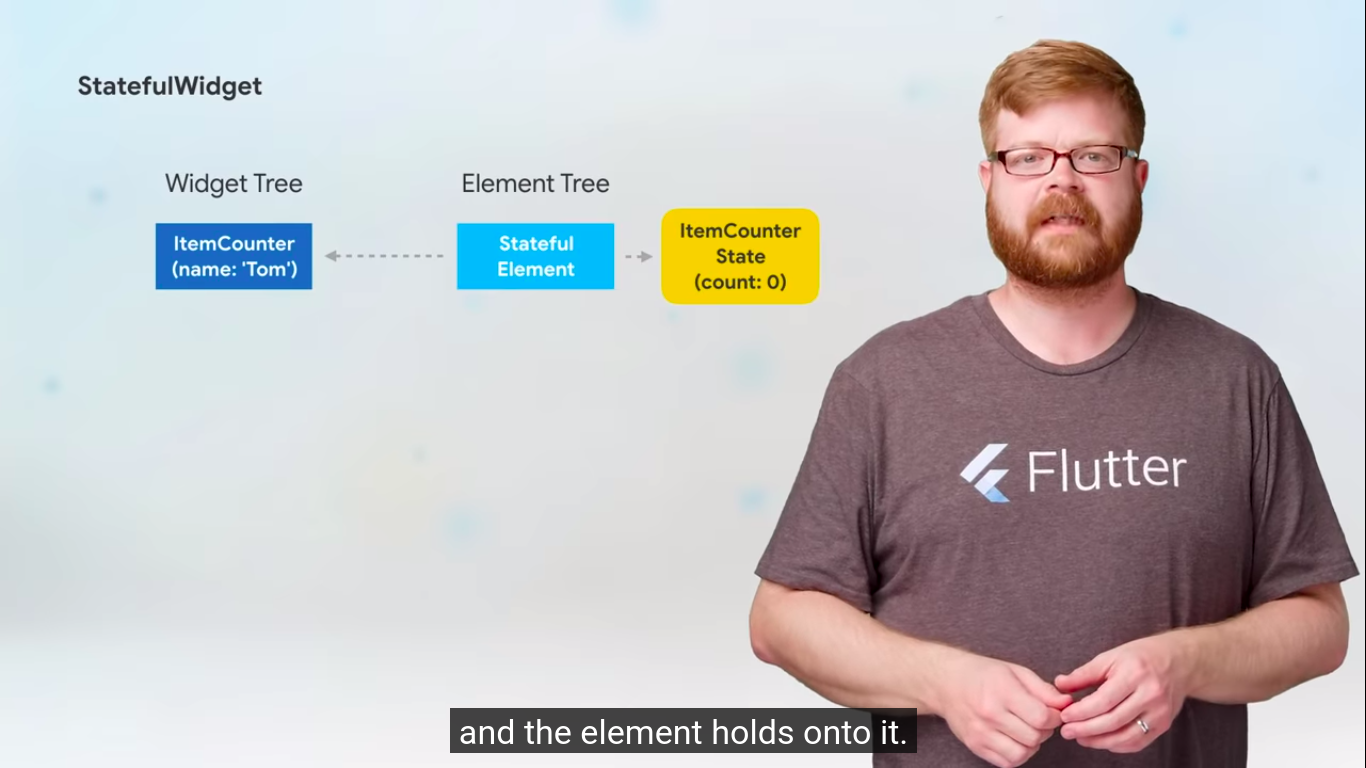 StatefulWidget
Widget Tree
Element Tree
ItemCounter
(name: 'Tom')
Stateful
Element
ItemCounter
State
(count: 0)
Flutter
and the element holds onto it.